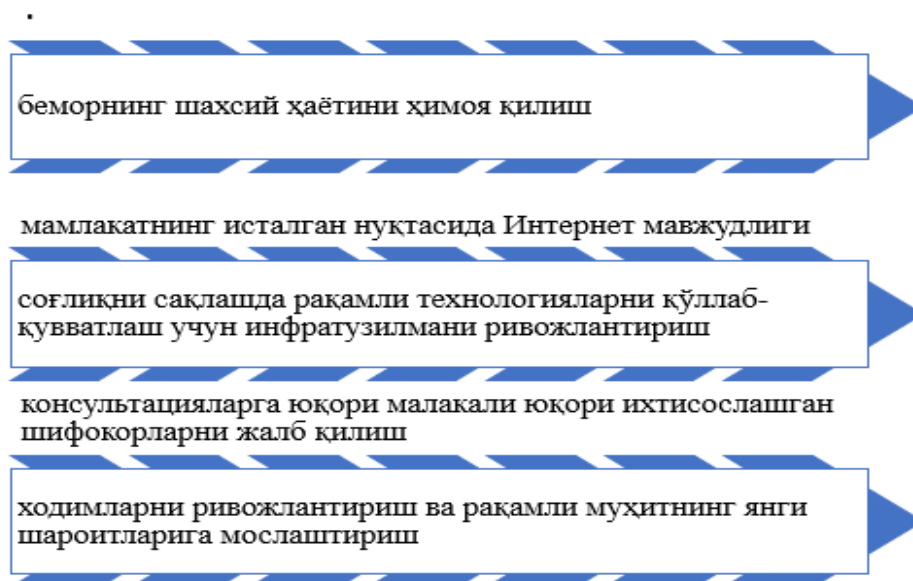 .
беморнинг шахсий ҳаётини ҳимоя қилиш
мамлакатнинг исталган нуқтасида Интернет мавжудлиги
соғлиқни сақлашда рақамли технологияларни қўллаб-
қувватлаш учун инфратузилмани ривожлантириш
консультацияларга юқори малакали юқори ихтисослашган
шифокорларни жалб қилиш
ходимларни ривожлантириш ва рақамли муҳитнинг янги
шароитларига мослаштириш